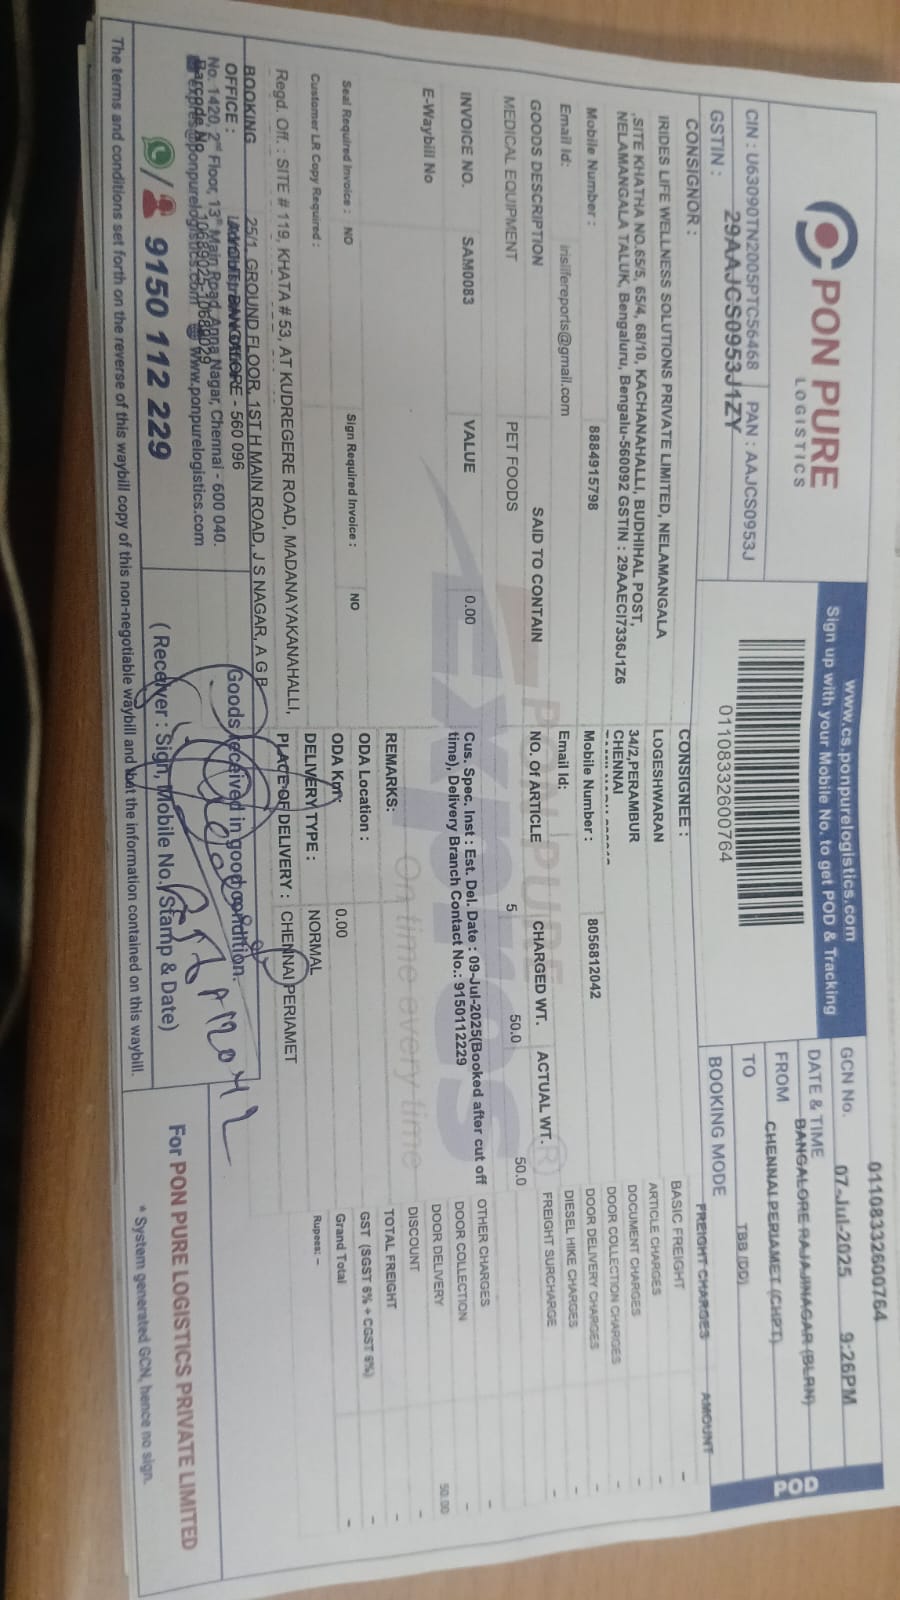 01108332600764
PON PURE
LOGISTICS
www.cs.ponpurelogistics.com
Sign up with your Mobile No. to get POD & Tracking
GCN No.
DATE & TIME 07-Jul-2025 9:26PM
FROM BANGALORE RAJAJINAGAR (BLRN)
TO CHENNAI PERIAMET (CHPT)
BOOKING MODE TBB (DD)
POD
CIN : U63090TN2005PTC56468 PAN : AAJCS0953J
GSTIN : 29AAJCS0953J1ZY
01108332600764
CONSIGNOR :
IRIDES LIFE WELLNESS SOLUTIONS PRIVATE LIMITED, NELAMANGALA
,SITE KHATHA NO.65/5, 65/4, 68/10, KACHANAHALLI, BUDHIHAL POST,
NELAMANGALA TALUK, Bengaluru, Bengalu-560092 GSTIN : 29AAECI7336J1Z6
Mobile Number : 8884915798
Email Id: irislifereports@gmail.com
CONSIGNEE :
LOGESHWARAN
34/2,PERAMBUR
CHENNAI
Mobile Number : 8056812042
Email Id:
GOODS DESCRIPTION SAID TO CONTAIN NO. Of ARTICLE CHARGED WT. ACTUAL WT.
MEDICAL EQUIPMENT PET FOODS 5 50.0 50.0
INVOICE NO. SAM0083 VALUE 0.00
E-Waybill No
Cus. Spec. Inst : Est. Del. Date : 09-Jul-2025(Booked after cut off
time), Delivery Branch Contact No.: 9150112229
PON PURE
Express
On time every time
REMARKS:
ODA Location :
ODA Km : 0.00
DELIVERY TYPE : NORMAL
PLACE OF DELIVERY : CHENNAI PERIAMET
Seal Required Invoice : NO Sign Required Invoice : NO
Customer LR Copy Required :
Regd. Off. : SITE # 119, KHATA # 53, AT KUDREGERE ROAD, MADANAYAKANAHALLI,
BOOKING OFFICE : 25/1, GROUND FLOOR, 1ST H MAIN ROAD, J S NAGAR, A G B
LAYOUT, BANGALORE - 560 096
No. 1420, 2nd Floor, 13th Main Road, Anna Nagar, Chennai - 600 040.
Barcode No 10689025-10689029
express@ponpurelogistics.com www.ponpurelogistics.com
9150 112 229
Goods received in good condition.
( Receiver : Sign, Mobile No. Stamp & Date)
FREIGHT CHARGES AMOUNT
BASIC FREIGHT -
ARTICLE CHARGES -
DOCUMENT CHARGES -
DOOR COLLECTION CHARGES -
DOOR DELIVERY CHARGES -
DIESEL HIKE CHARGES -
FREIGHT SURCHARGE -
OTHER CHARGES -
DOOR COLLECTION -
DOOR DELIVERY 50.00
DISCOUNT -
TOTAL FREIGHT -
GST (SGST 6% + CGST 6%) -
Grand Total -
Rupees: -
For PON PURE LOGISTICS PRIVATE LIMITED
* System generated GCN, hence no sign.
The terms and conditions set forth on the reverse of this waybill copy of this non-negotiable waybill and that the information contained on this waybill.